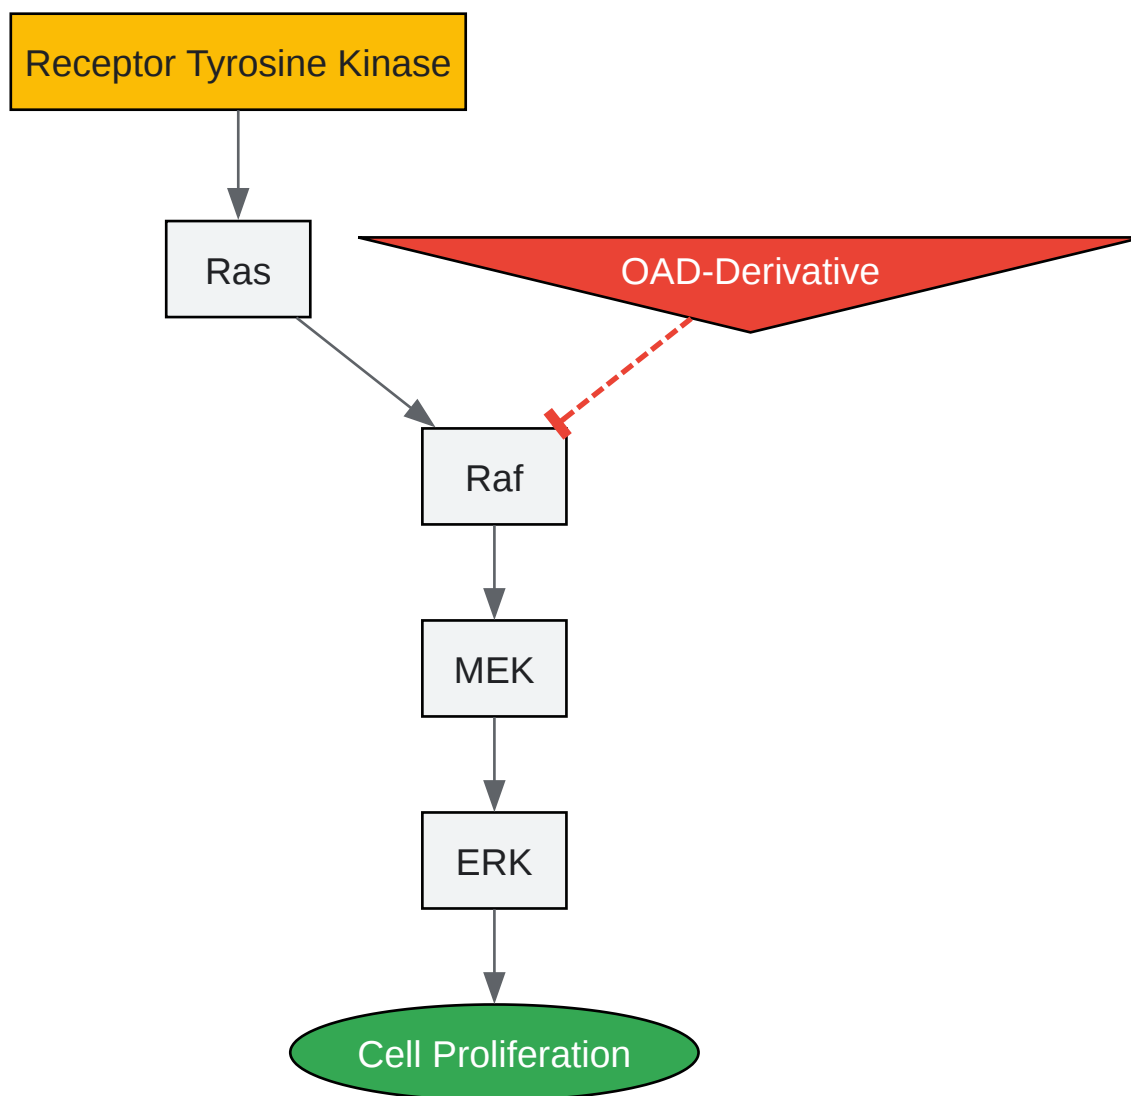 Receptor Tyrosine Kinase
Ras
OAD-Derivative
Raf
MEK
ERK
Cell Proliferation